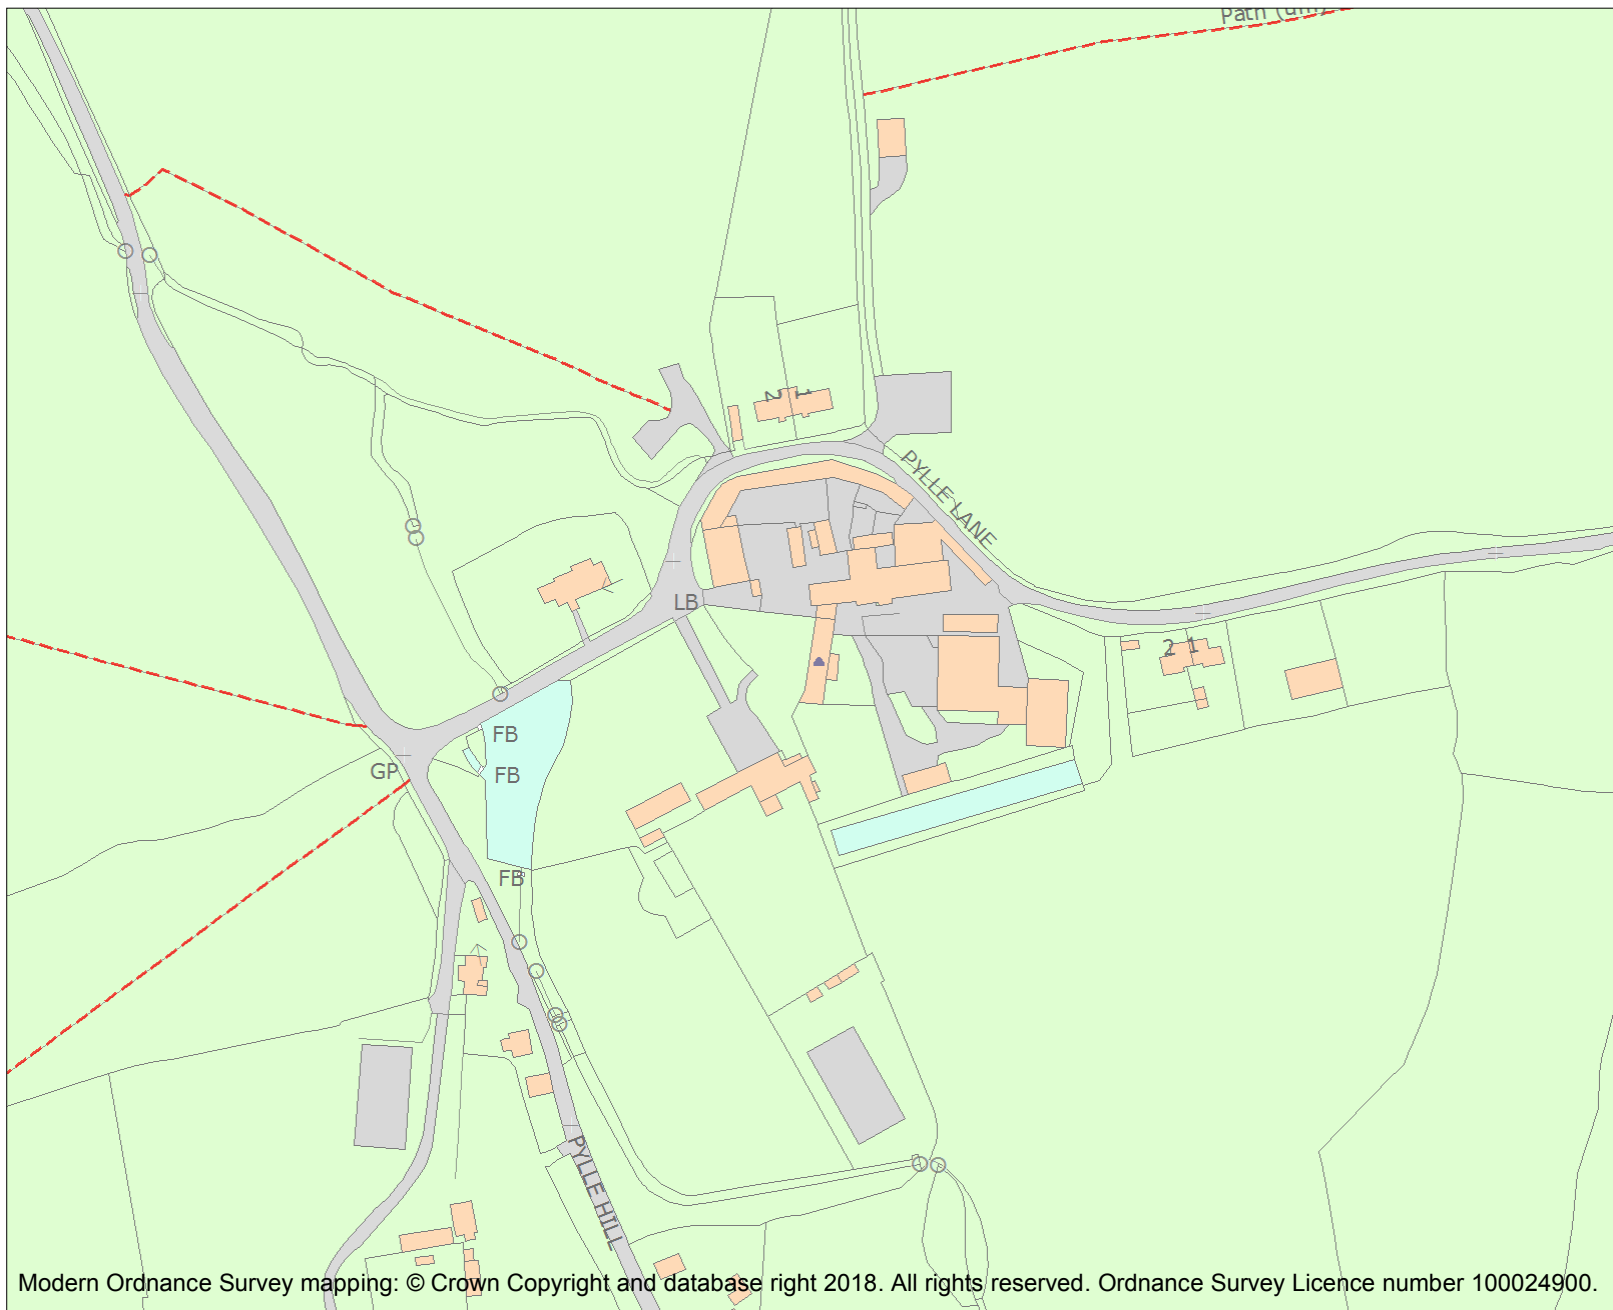 Path (um)
2 1
PYLLE LANE
LB
2 1
FB
GP
FB
FB
PYLLE HILL
Modern Ordnance Survey mapping: © Crown Copyright and database right 2018. All rights reserved. Ordnance Survey Licence number 100024900.